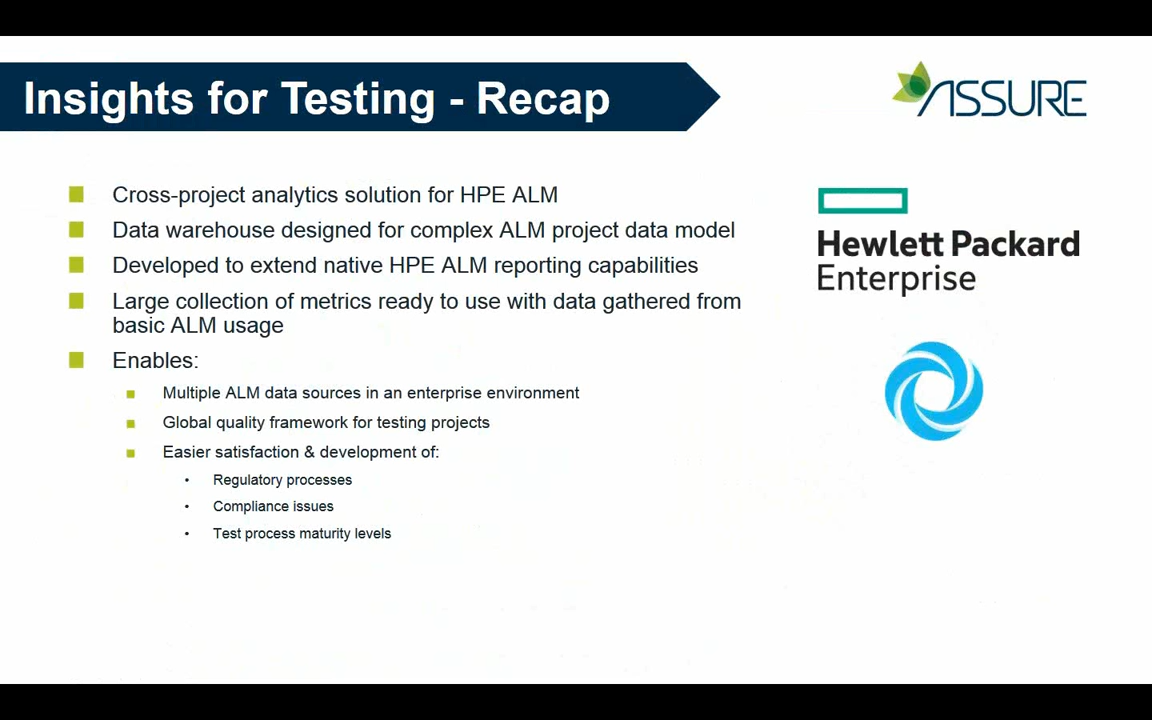 Insights for Testing - Recap
ASSURE
Cross-project analytics solution for HPE ALM
Data warehouse designed for complex ALM project data model
Developed to extend native HPE ALM reporting capabilities
Large collection of metrics ready to use with data gathered from
basic ALM usage
Enables:
Multiple ALM data sources in an enterprise environment
Global quality framework for testing projects
Easier satisfaction & development of:
• Regulatory processes
• Compliance issues
• Test process maturity levels
Hewlett Packard
Enterprise